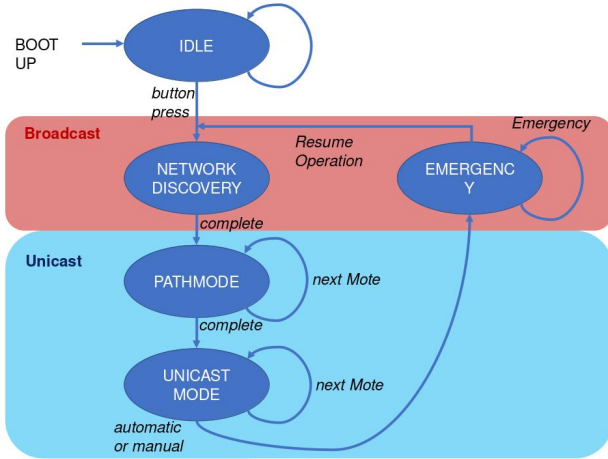 BOOT
UP
IDLE
button
press
Broadcast
Emergency
Resume
Operation
NETWORK
DISCOVERY
EMERGENC
Y
complete
Unicast
PATHMODE
next Mote
complete
UNICAST
MODE
next Mote
automatic
or manual